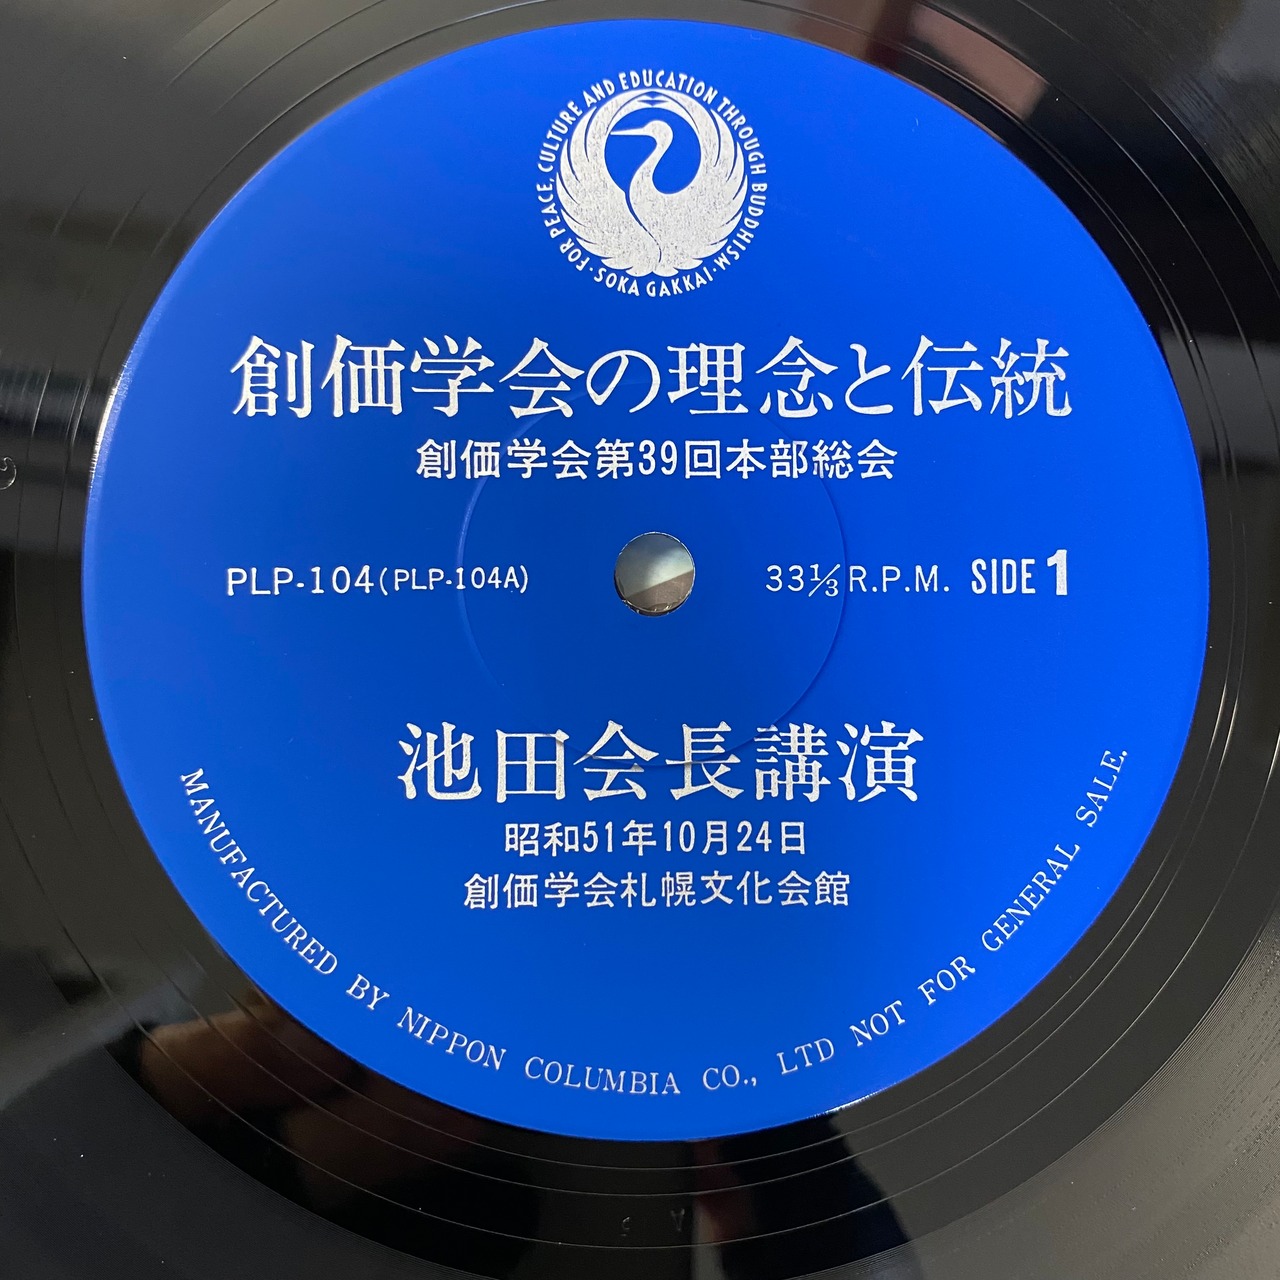 FOR PEACE, CULTURE AND EDUCATION THROUGH BUDDHISM · SOKA GAKKAI ·
創価学会の理念と伝統
創価学会第39回本部総会
PLP-104(PLP-104A)
33⅓ R.P.M. SIDE 1
池田会長講演
昭和51年10月24日
創価学会札幌文化会館
MANUFACTURED BY NIPPON COLUMBIA CO., LTD NOT FOR GENERAL SALE.